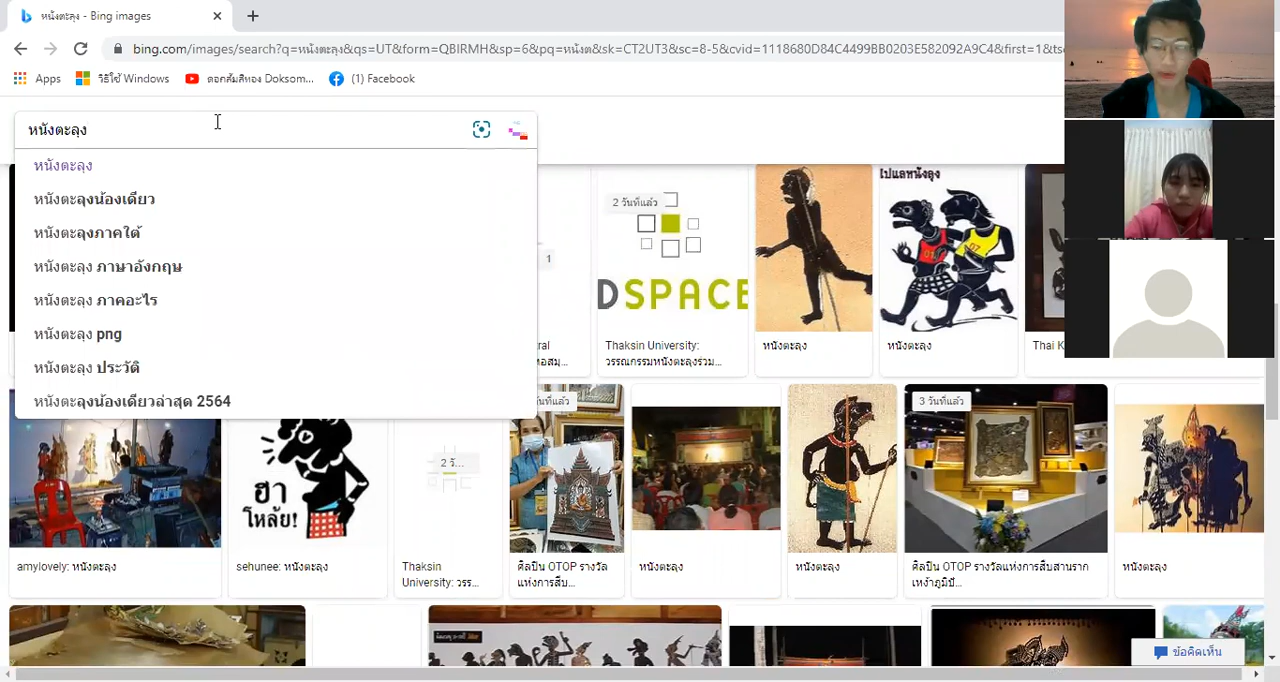 หนังตะลุง - Bing images
bing.com/images/search?q=หนังตะลุง&qs=UT&form=QBIRMH&sp=6&pq=หนังต&sk=CT2UT3&sc=8-5&cvid=1118680D84C4499BB0203E582092A9C4&first=1&tsc
Apps
วิธีใช้ Windows
ดอกส้มสีทอง Doksom...
(1) Facebook
หนังตะลุง
หนังตะลุง
หนังตะลุงน้องเดียว
หนังตะลุงภาคใต้
หนังตะลุง ภาษาอังกฤษ
หนังตะลุง ภาคอะไร
หนังตะลุง png
หนังตะลุง ประวัติ
หนังตะลุงน้องเดียวล่าสุด 2564
1
ral
หอสมุ...
2 วันที่แล้ว
DSPACE
Thaksin University:
วรรณกรรมหนังตะลุงรวม...
หนังตะลุง
ไปแลหนังลุง
07
หนังตะลุง
Thai K
ฮา
โหล้ย!
2 วั...
วันที่แล้ว
3 วันที่แล้ว
amylovely: หนังตะลุง
sehunee: หนังตะลุง
Thaksin
University: วรร...
ศิลปิน OTOP รางวัล
แห่งการสืบ...
หนังตะลุง
หนังตะลุง
ศิลปิน OTOP รางวัลแห่งการสืบสานราก
เหง้าภูมิปั...
หนังตะลุง
ข้อคิดเห็น